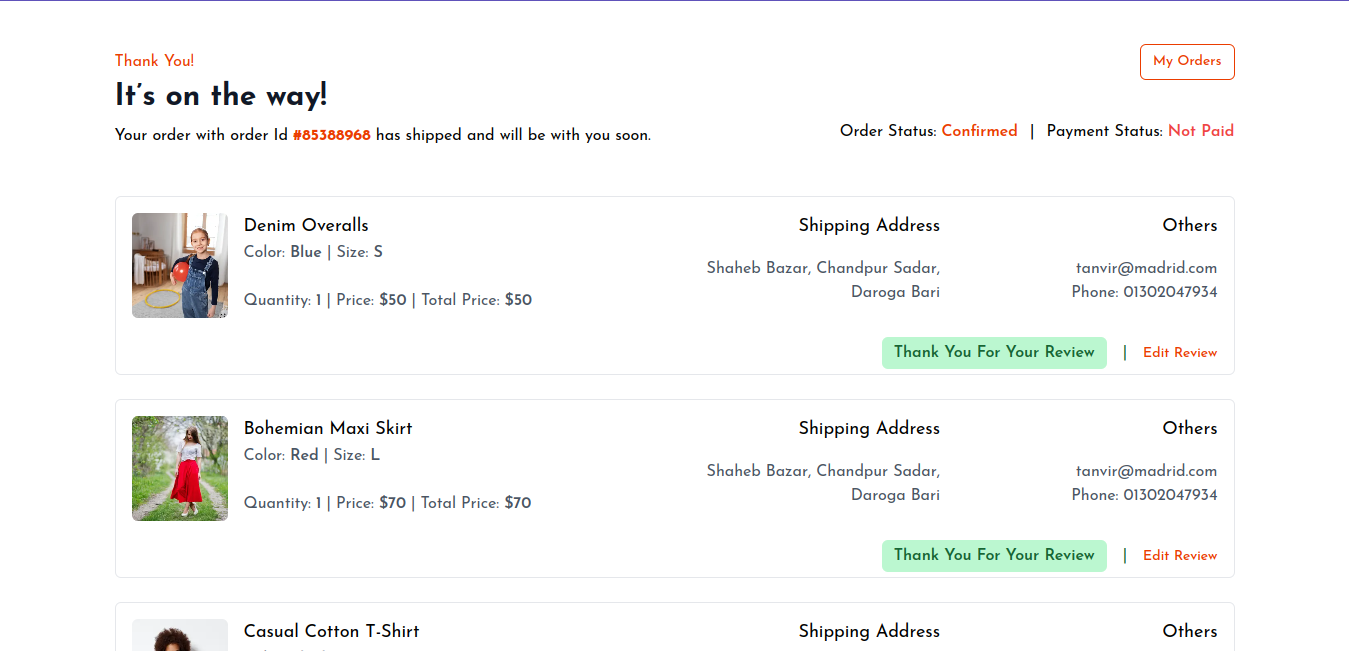 Thank You!
My Orders
It's on the way!
Your order with order Id #85388968 has shipped and will be with you soon.
Order Status: Confirmed | Payment Status: Not Paid
Denim Overalls
Color: Blue | Size: S
Quantity: 1 | Price: $50 | Total Price: $50
Shipping Address
Shaheb Bazar, Chandpur Sadar,
Daroga Bari
Others
tanvir@madrid.com
Phone: 01302047934
Thank You For Your Review | Edit Review
Bohemian Maxi Skirt
Color: Red | Size: L
Quantity: 1 | Price: $70 | Total Price: $70
Shipping Address
Shaheb Bazar, Chandpur Sadar,
Daroga Bari
Others
tanvir@madrid.com
Phone: 01302047934
Thank You For Your Review | Edit Review
Casual Cotton T-Shirt
Shipping Address
Others